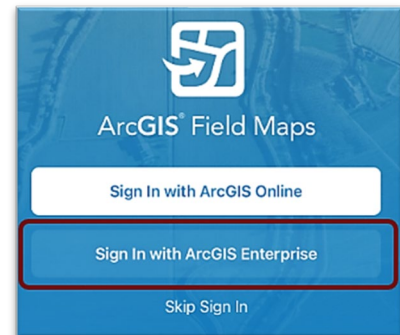 ArcGIS® Field Maps
Sign In with ArcGIS Online
Sign In with ArcGIS Enterprise
Skip Sign In